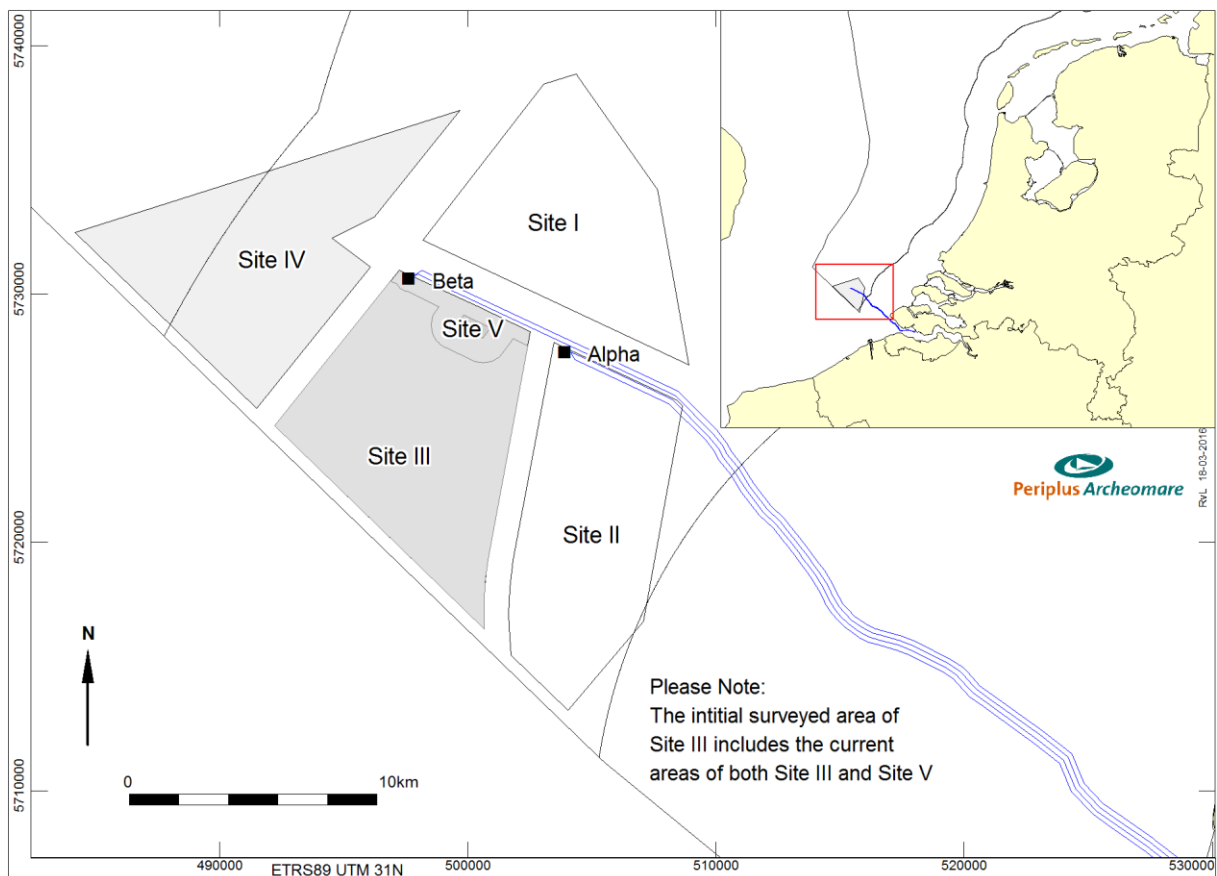 5740000
5730000
5720000
5710000
Site I
Site IV
Beta
Site V
Alpha
Site III
Site II
Periplus Archeomare
RvL 18-03-2016
N
Please Note:
The intitial surveyed area of
Site III includes the current
areas of both Site III and Site V
0
10km
490000
500000
510000
520000
530000
ETRS89 UTM 31N